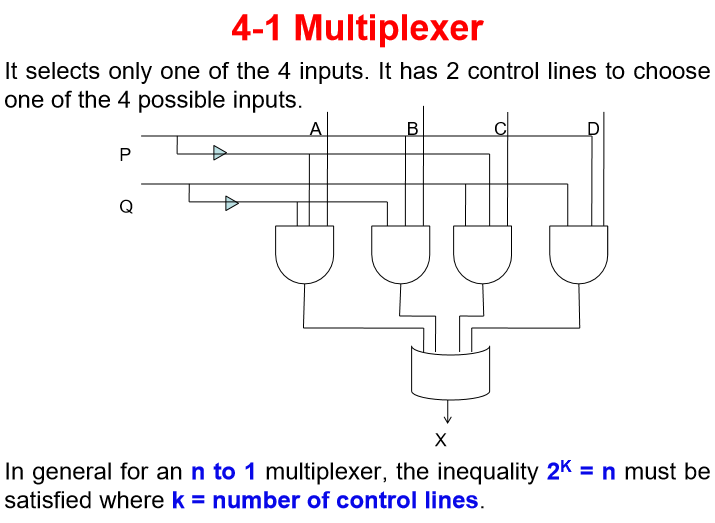 4-1 Multiplexer
It selects only one of the 4 inputs. It has 2 control lines to choose
one of the 4 possible inputs.
A B C D
P
Q
X
In general for an n to 1 multiplexer, the inequality 2ᴷ = n must be
satisfied where k = number of control lines.